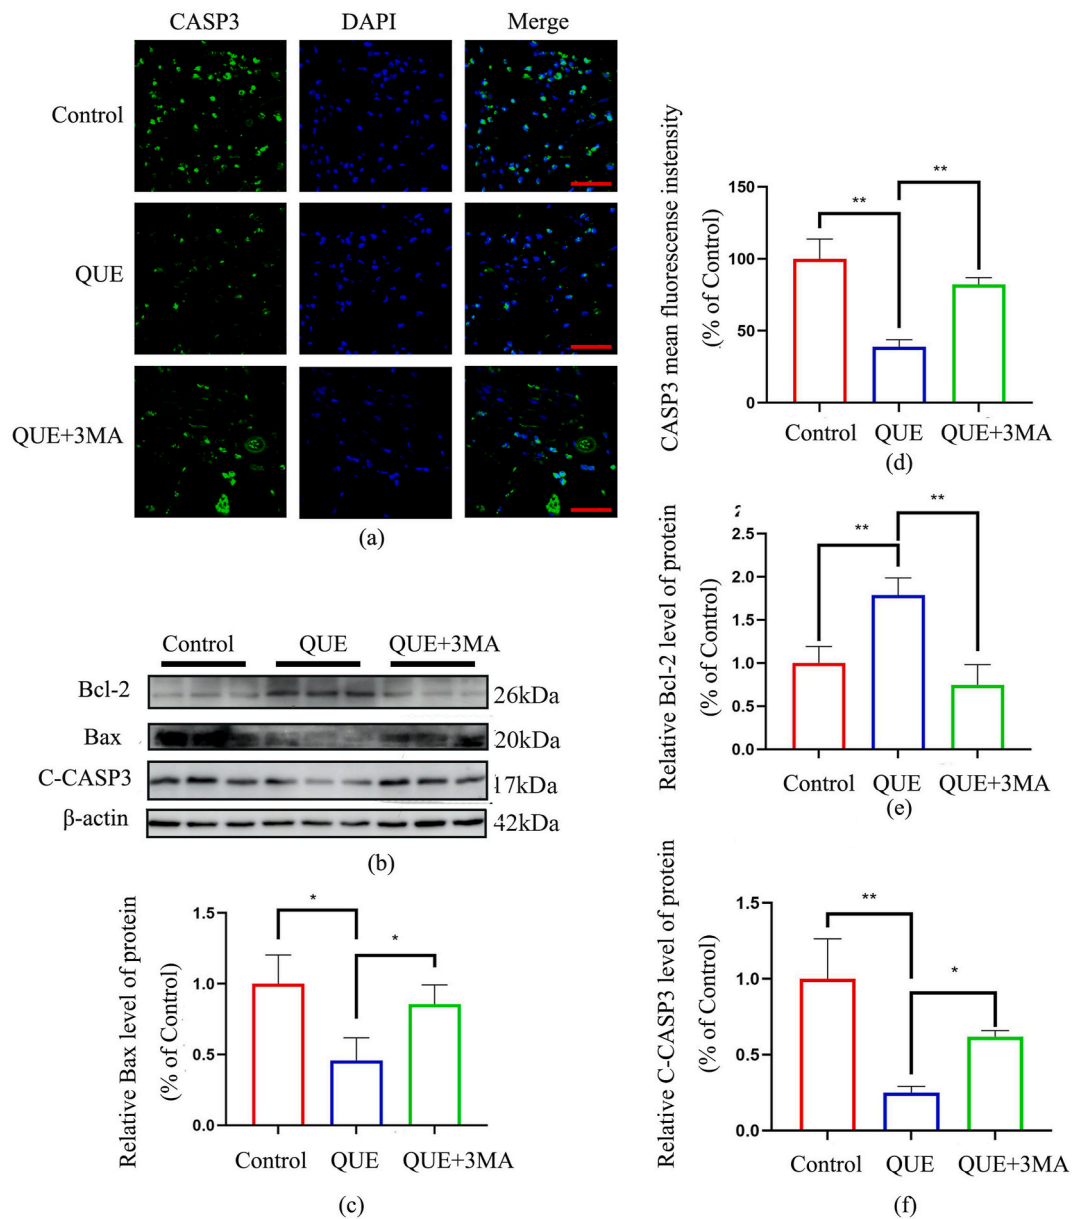 CASP3 DAPI Merge
Control
QUE
QUE+3MA
(a)
Control QUE QUE+3MA
Bcl-2 26kDa
Bax 20kDa
C-CASP3 17kDa
β-actin 42kDa
(b)
Relative Bax level of protein
(% of Control)
1.5
1.0
0.5
0.0
*
*
Control QUE QUE+3MA
(c)
CASP3 mean fluorescense instensity
(% of Control)
150
100
50
0
**
**
Control QUE QUE+3MA
(d)
Relative Bcl-2 level of protein
(% of Control)
2.5
2.0
1.5
1.0
0.5
0.0
**
**
Control QUE QUE+3MA
(e)
Relative C-CASP3 level of protein
(% of Control)
1.5
1.0
0.5
0.0
**
*
Control QUE QUE+3MA
(f)